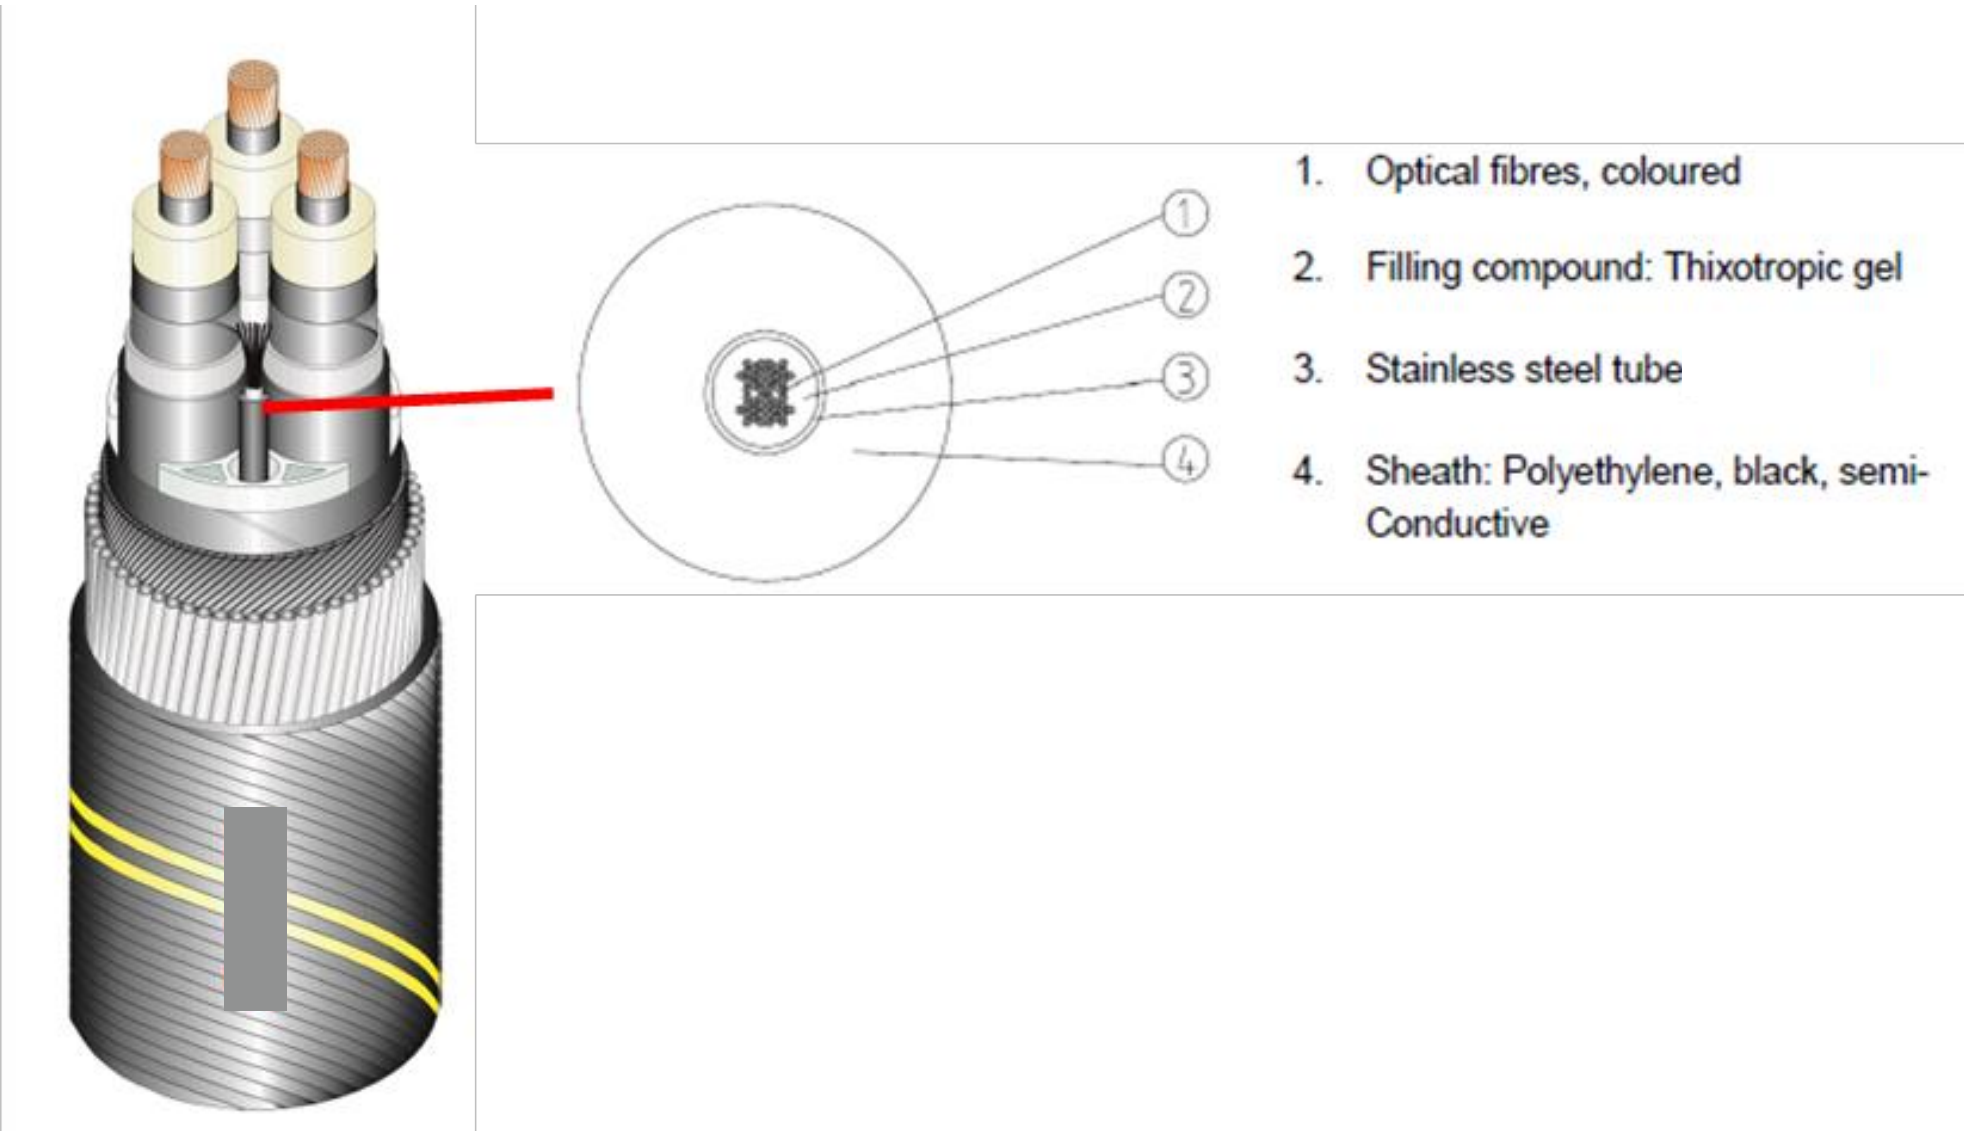 1
2
3
4
1. Optical fibres, coloured
2. Filling compound: Thixotropic gel
3. Stainless steel tube
4. Sheath: Polyethylene, black, semi-
Conductive